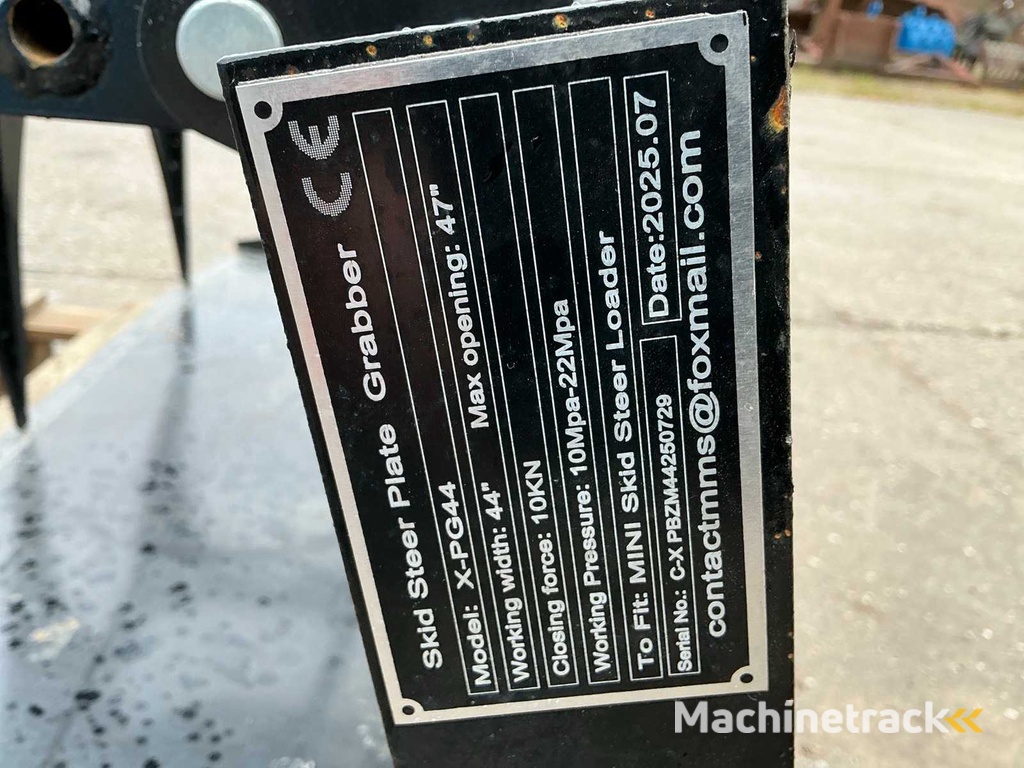 CE
Skid Steer Plate Grabber
Model: X-PG44
Working width: 44" Max opening: 47"
Closing force: 10KN
Working Pressure: 10Mpa-22Mpa
To Fit: MINI Skid Steer Loader
Serial No.: C-X PBZM44250729 Date:2025.07
contactmms@foxmail.com
Machinetrack